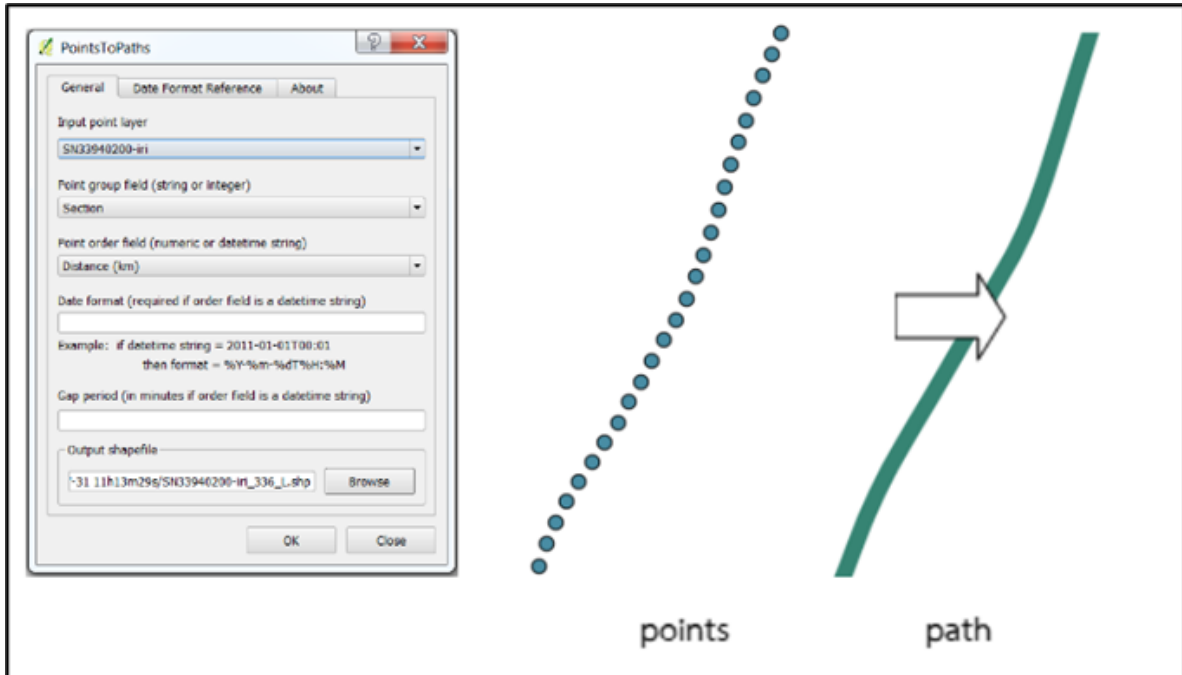 PointsToPaths
General Date Format Reference About
Input point layer
SN33940200-iri
Point group field (string or integer)
Section
Point order field (numeric or datetime string)
Distance (km)
Date format (required if order field is a datetime string)
Example: if datetime string = 2011-01-01T00:01
then format = %Y-%m-%dT%H:%M
Gap period (in minutes if order field is a datetime string)
Output shapefile
-31 11h13m29s/SN33940200-iri_336_L.shp Browse
OK Close
points path